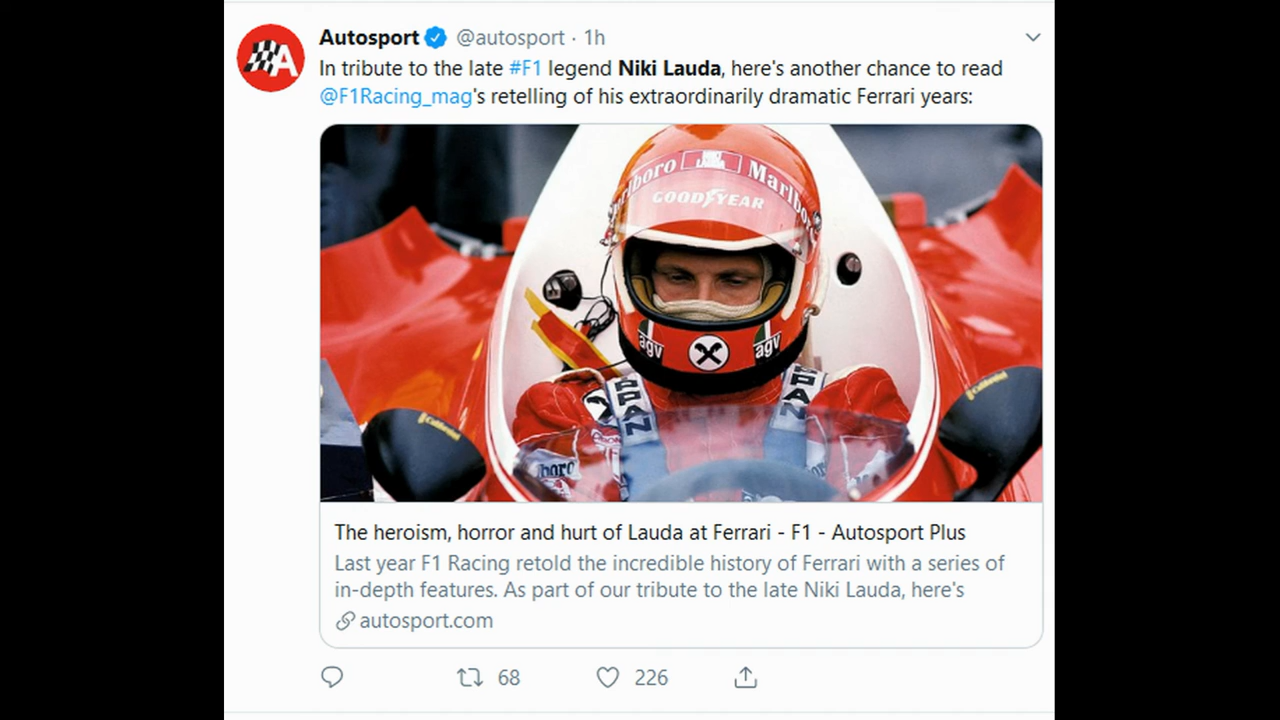 Autosport @autosport · 1h
In tribute to the late #F1 legend Niki Lauda, here's another chance to read
@F1Racing_mag's retelling of his extraordinarily dramatic Ferrari years:
Marlboro
GOODYEAR
agv
agv
The heroism, horror and hurt of Lauda at Ferrari - F1 - Autosport Plus
Last year F1 Racing retold the incredible history of Ferrari with a series of
in-depth features. As part of our tribute to the late Niki Lauda, here's
autosport.com
68 226